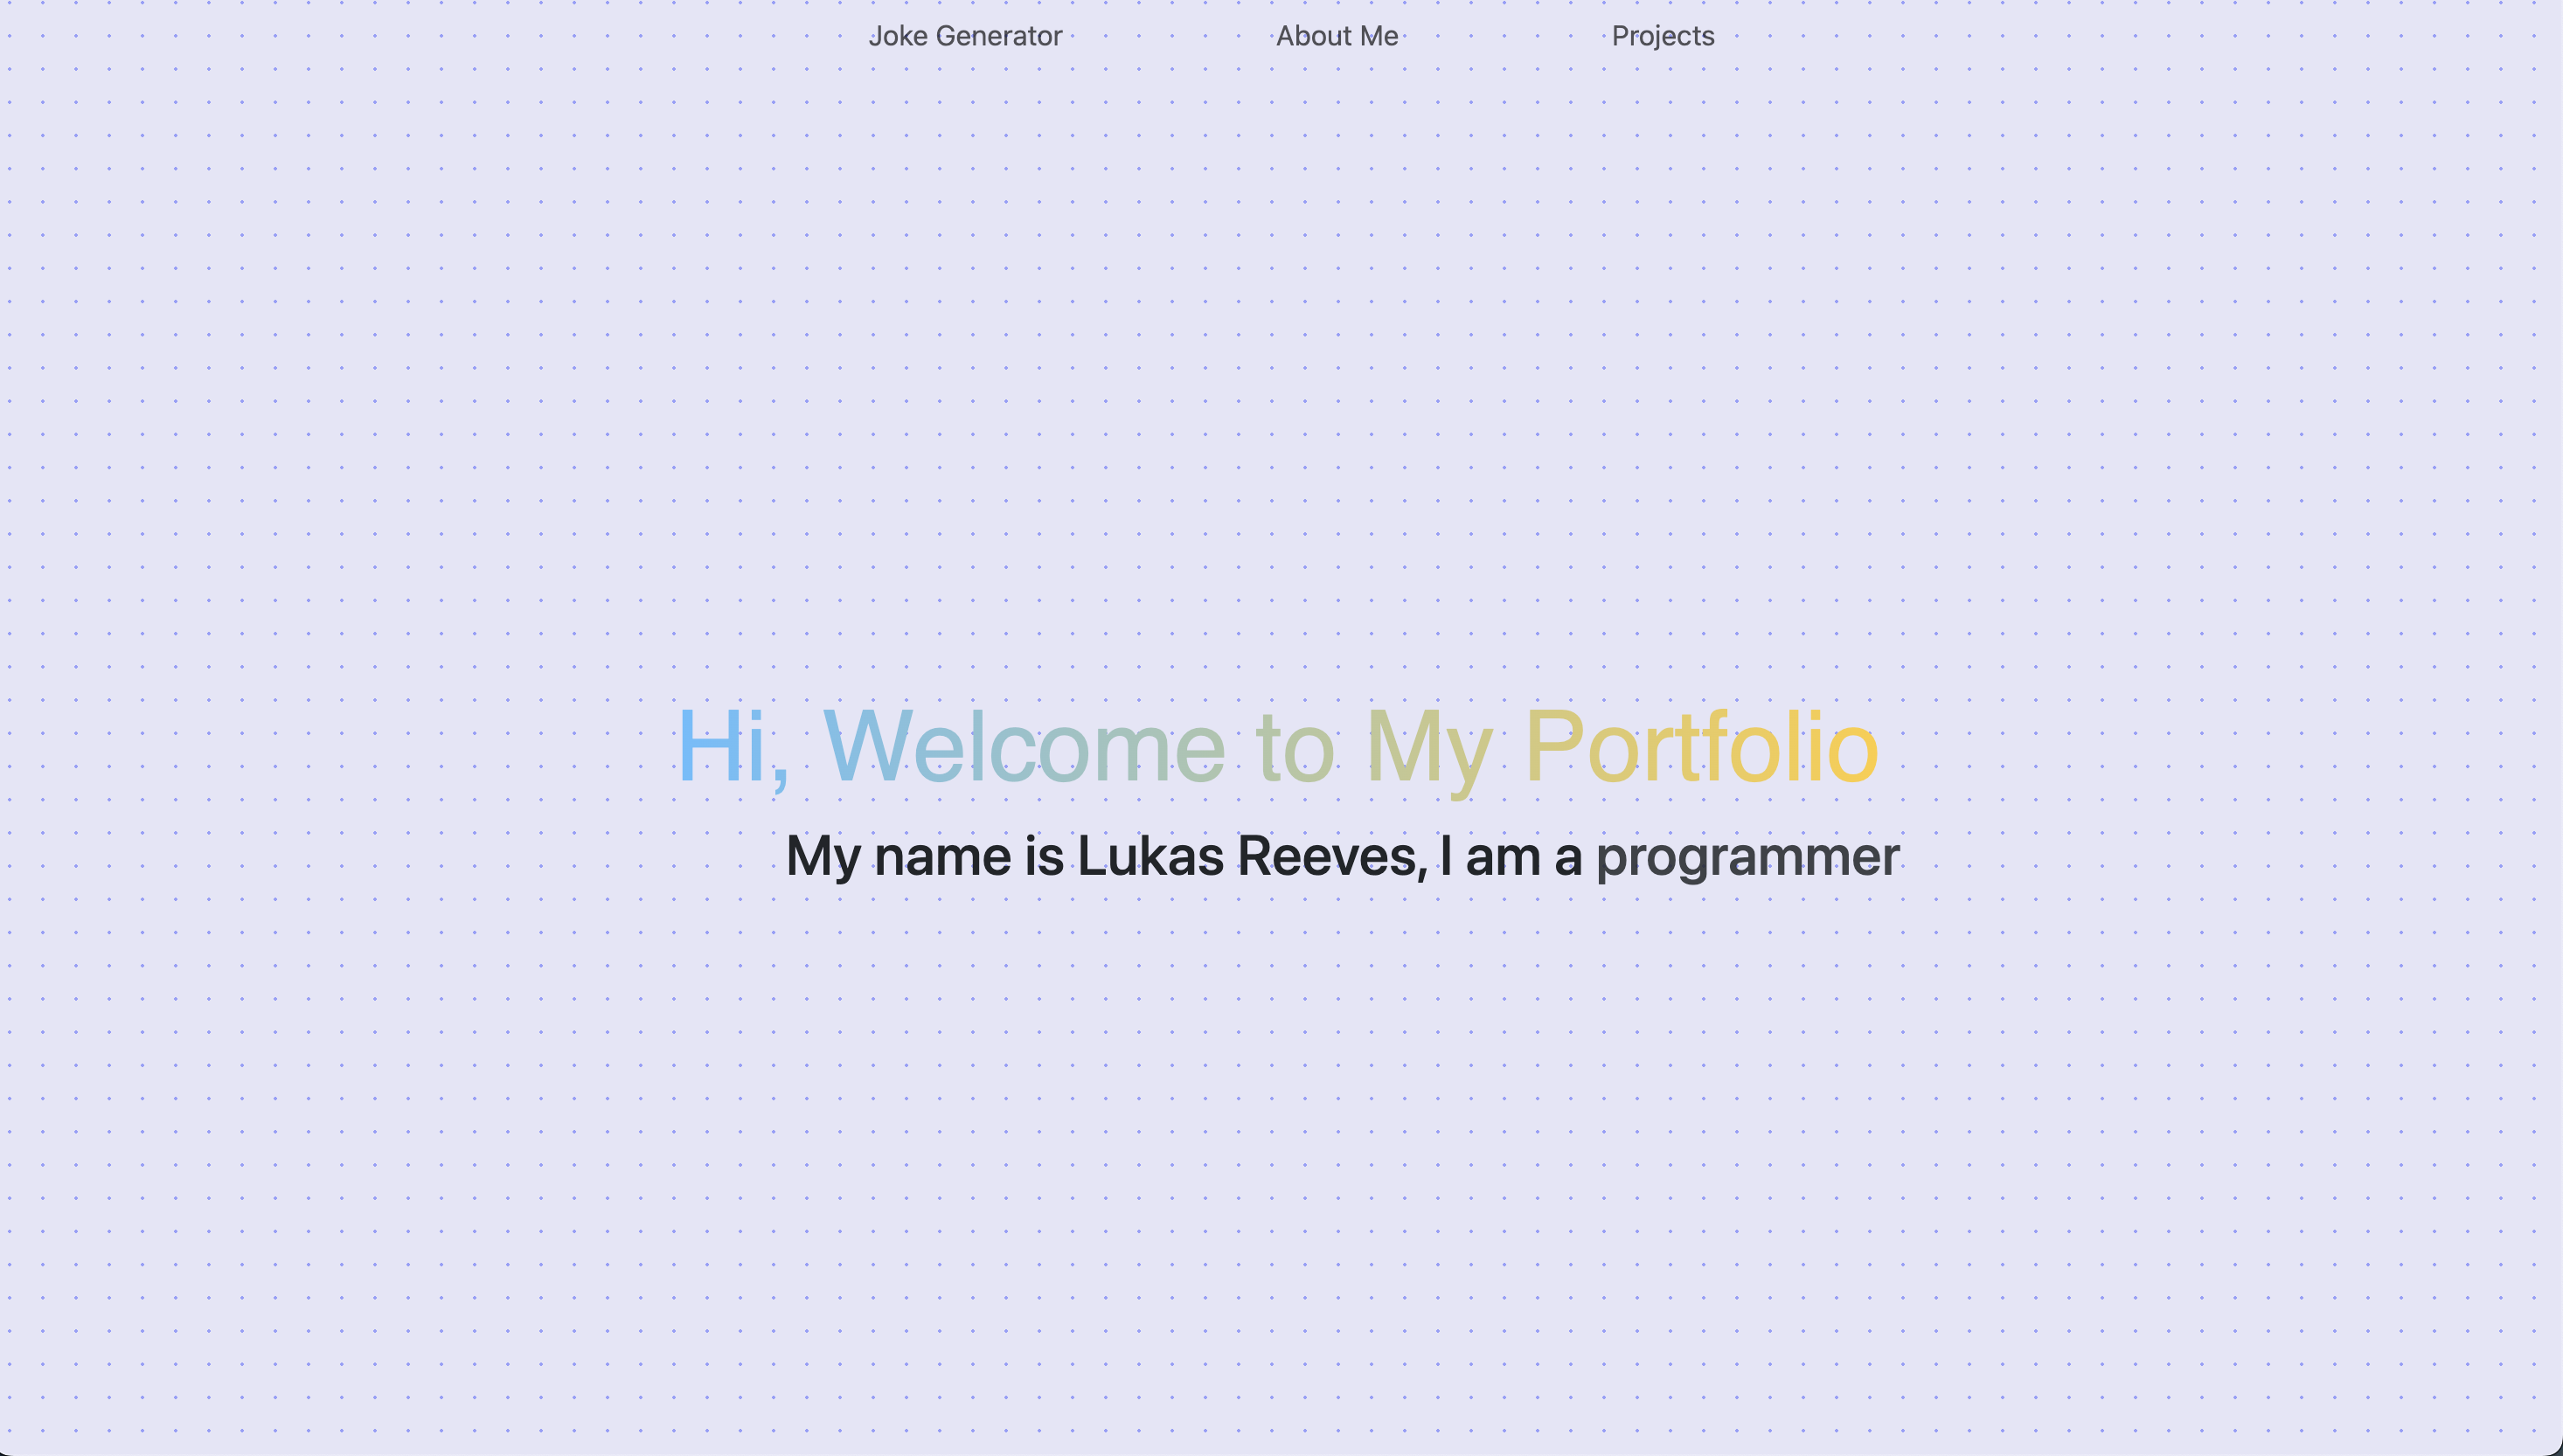 Joke Generator About Me Projects
Hi, Welcome to My Portfolio
My name is Lukas Reeves, I am a programmer